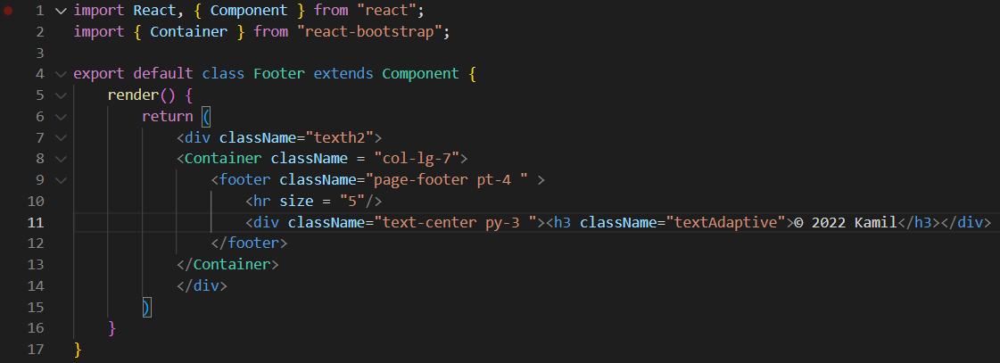 1 import React, { Component } from "react";
2 import { Container } from "react-bootstrap";
3
4 export default class Footer extends Component {
5     render() {
6         return (
7             <div className="texth2">
8             <Container className = "col-lg-7">
9                 <footer className="page-footer pt-4 " >
10                     <hr size = "5"/>
11                     <div className="text-center py-3 "><h3 className="textAdaptive">© 2022 Kamil</h3></div>
12                 </footer>
13             </Container>
14             </div>
15         )
16     }
17 }